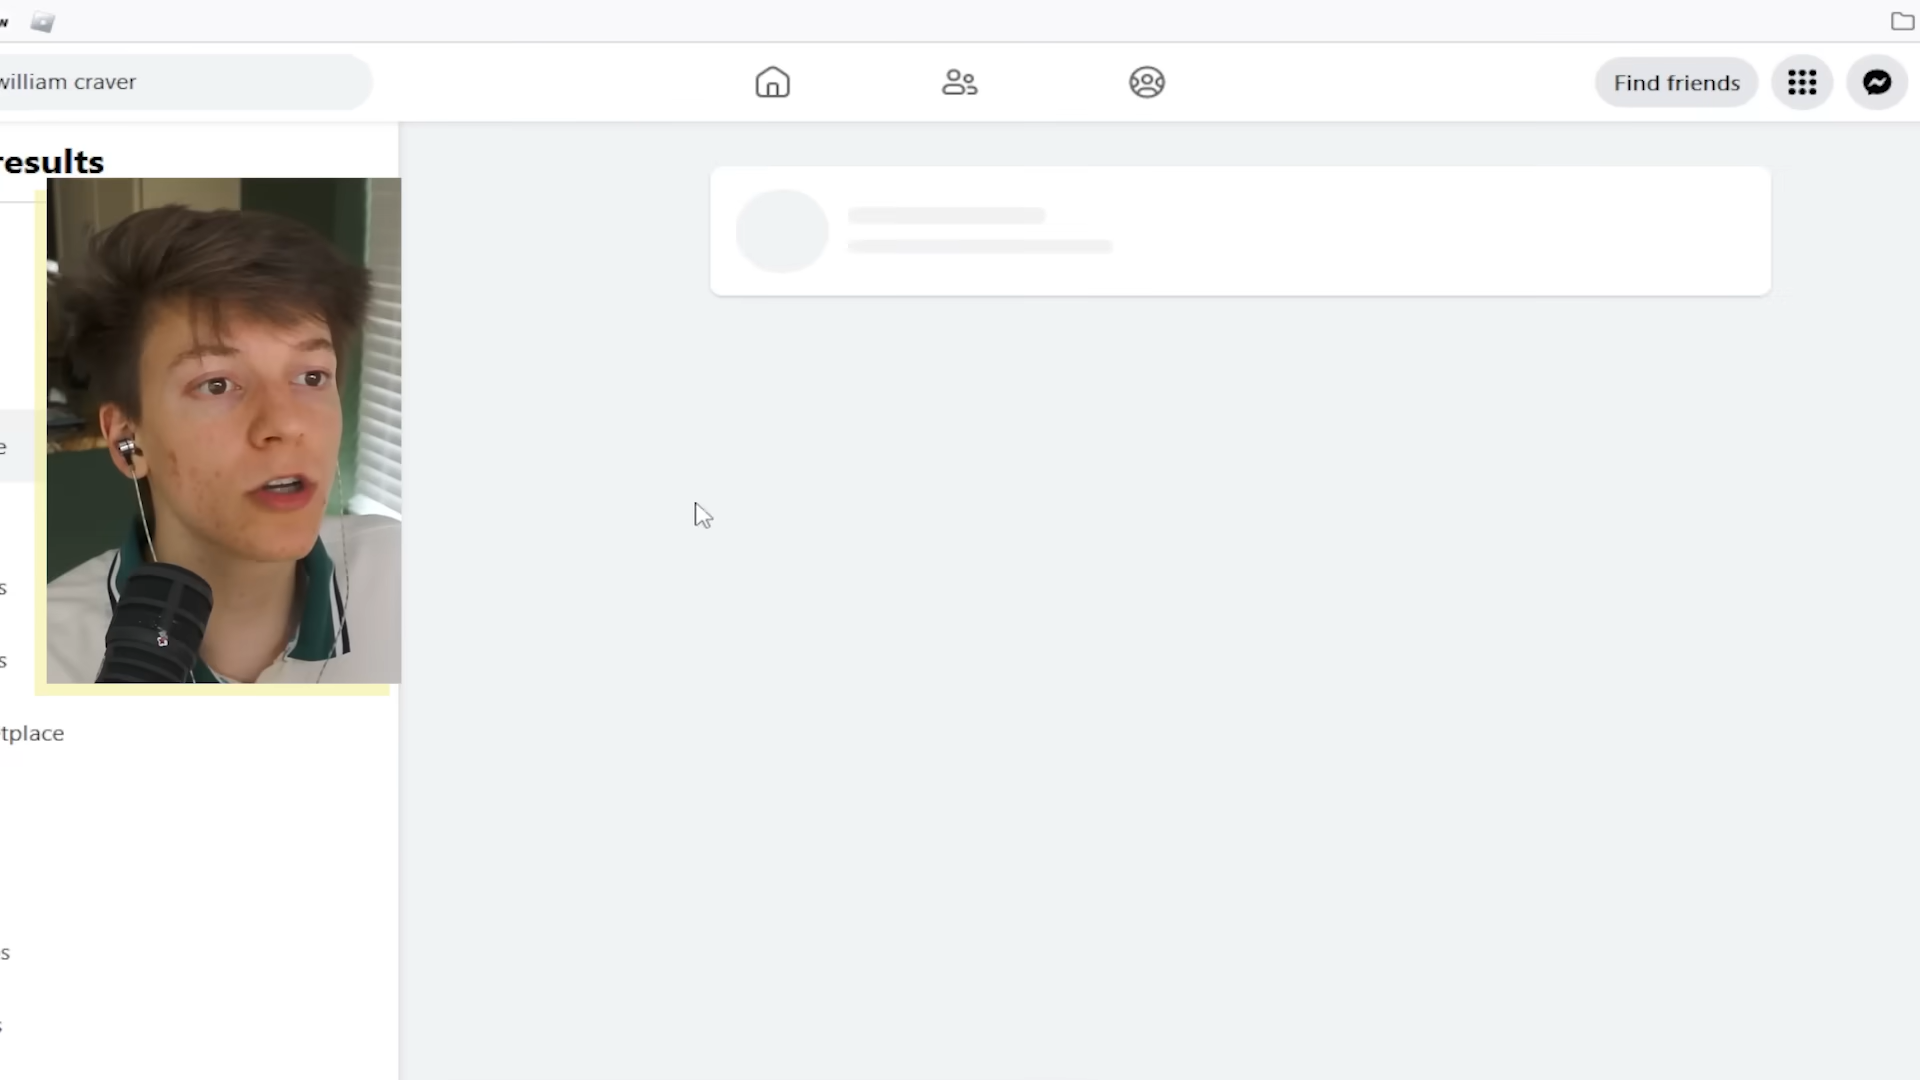 w
william craver
Find friends
results
e
s
s
tplace
s
s